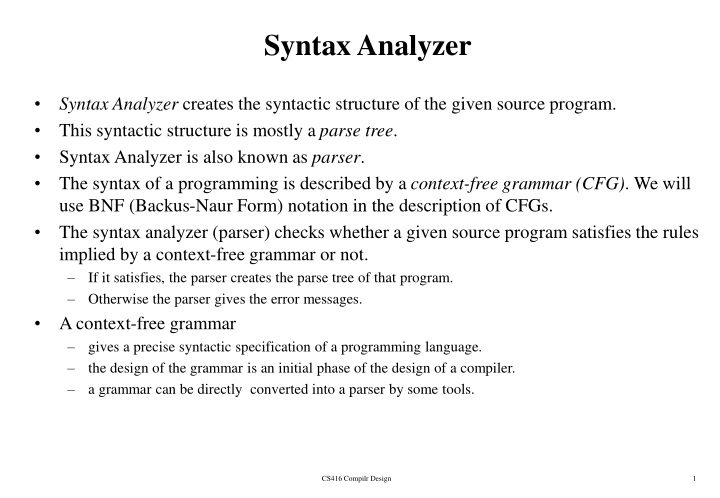 Syntax Analyzer
• Syntax Analyzer creates the syntactic structure of the given source program.
• This syntactic structure is mostly a parse tree.
• Syntax Analyzer is also known as parser.
• The syntax of a programming is described by a context-free grammar (CFG). We will
use BNF (Backus-Naur Form) notation in the description of CFGs.
• The syntax analyzer (parser) checks whether a given source program satisfies the rules
implied by a context-free grammar or not.
– If it satisfies, the parser creates the parse tree of that program.
– Otherwise the parser gives the error messages.
• A context-free grammar
– gives a precise syntactic specification of a programming language.
– the design of the grammar is an initial phase of the design of a compiler.
– a grammar can be directly converted into a parser by some tools.
CS416 Compilr Design
1